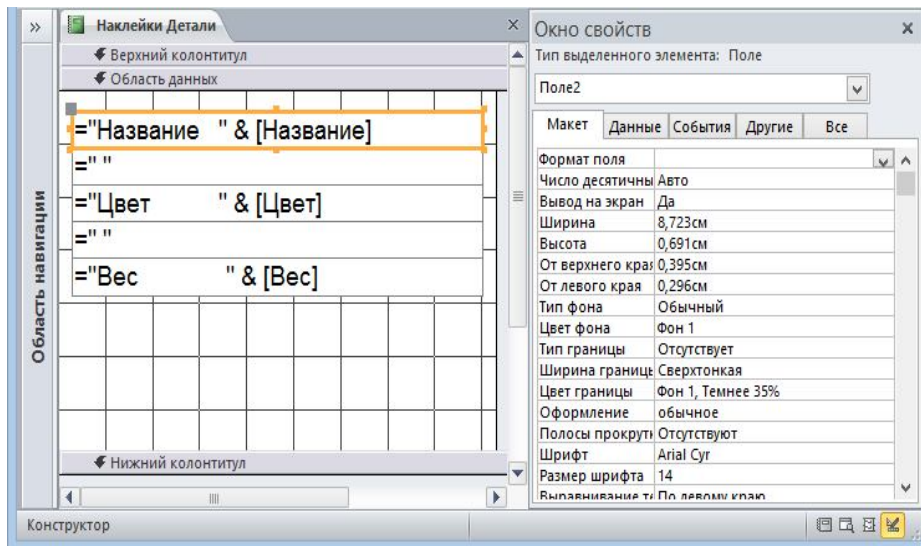 Наклейки Детали
Верхний колонтитул
Область данных
="Название " & [Название]
=" "
="Цвет " & [Цвет]
=" "
="Вес " & [Вес]
Нижний колонтитул
Область навигации
Конструктор
Окно свойств
Тип выделенного элемента: Поле
Поле2
Макет Данные События Другие Все
Формат поля
Число десятичны Авто
Вывод на экран Да
Ширина 8,723см
Высота 0,691см
От верхнего края 0,395см
От левого края 0,296см
Тип фона Обычный
Цвет фона Фон 1
Тип границы Отсутствует
Ширина границы Сверхтонкая
Цвет границы Фон 1, Темнее 35%
Оформление обычное
Полосы прокрутк Отсутствуют
Шрифт Arial Cyr
Размер шрифта 14
Выравнивание те По левому краю